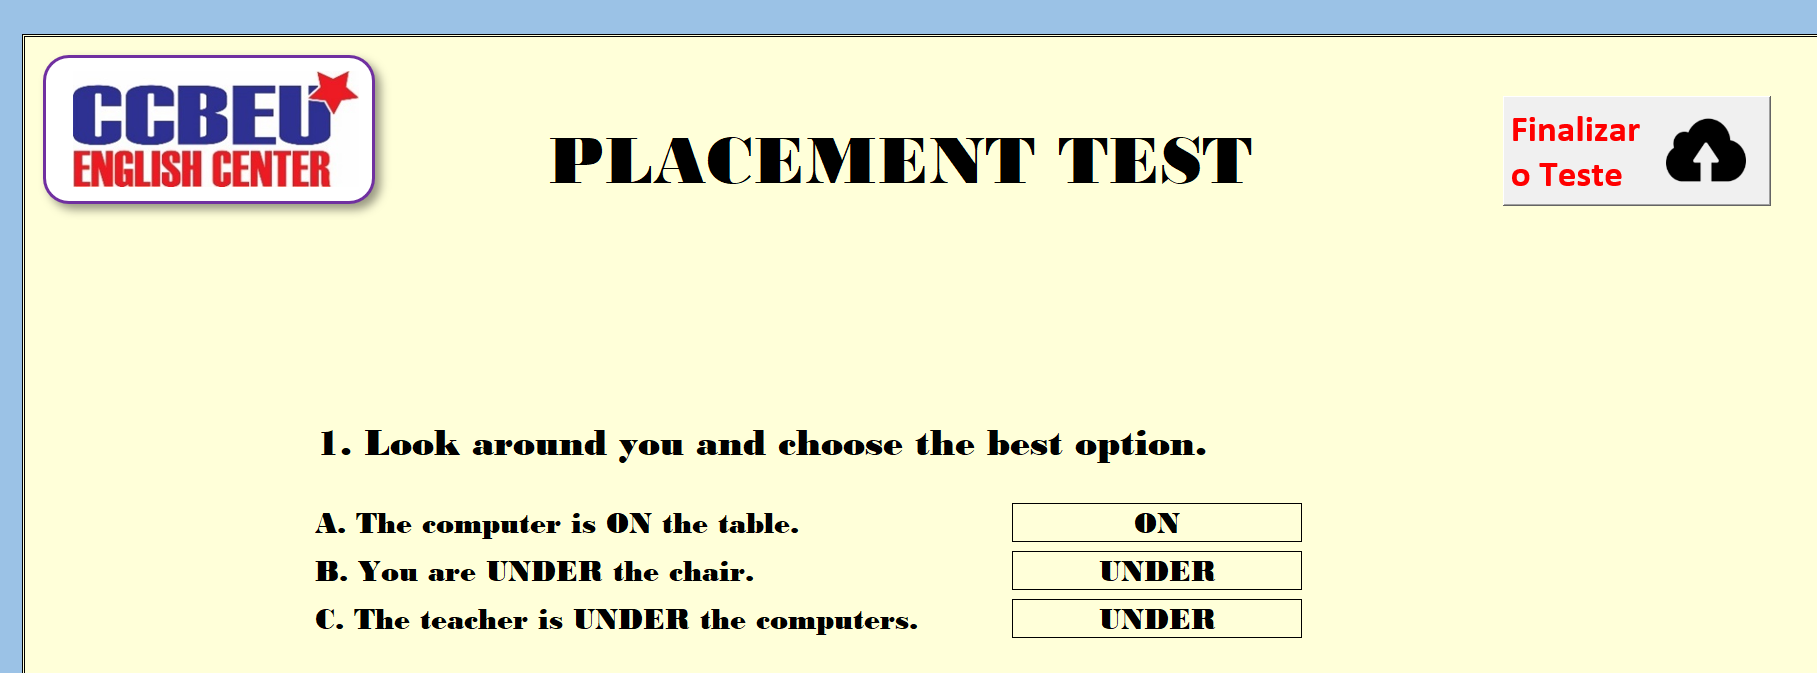 CCBEU
ENGLISH CENTER
PLACEMENT TEST
Finalizar
o Teste
1. Look around you and choose the best option.
A. The computer is ON the table.
ON
B. You are UNDER the chair.
UNDER
C. The teacher is UNDER the computers.
UNDER